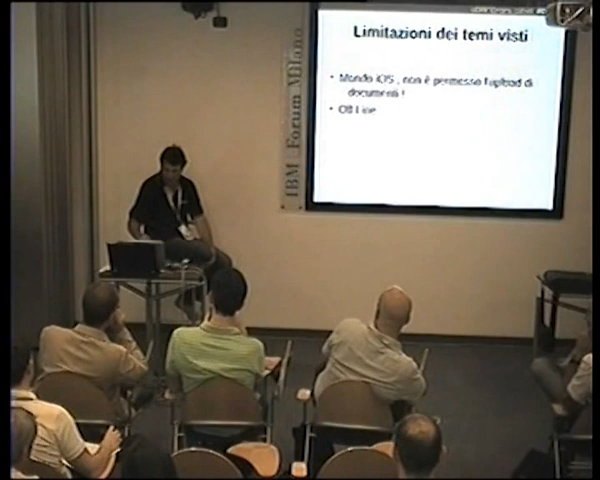 Limitazioni dei temi visti
• Mondo iOS , non è permesso l'upload di
documenti !
• Off Line
IBM Forum Milano